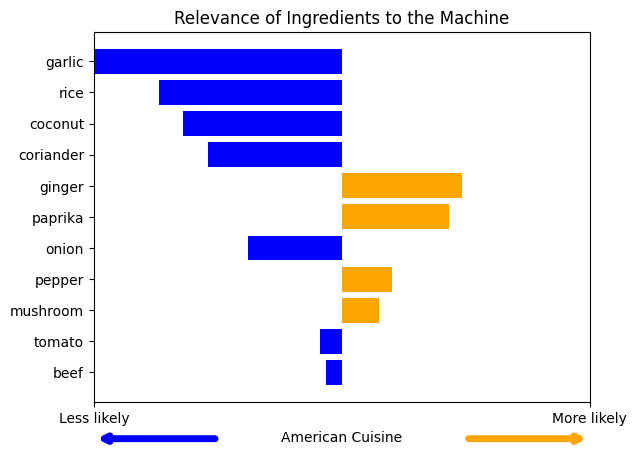 Relevance of Ingredients to the Machine
garlic
rice
coconut
coriander
ginger
paprika
onion
pepper
mushroom
tomato
beef
Less likely
More likely
American Cuisine